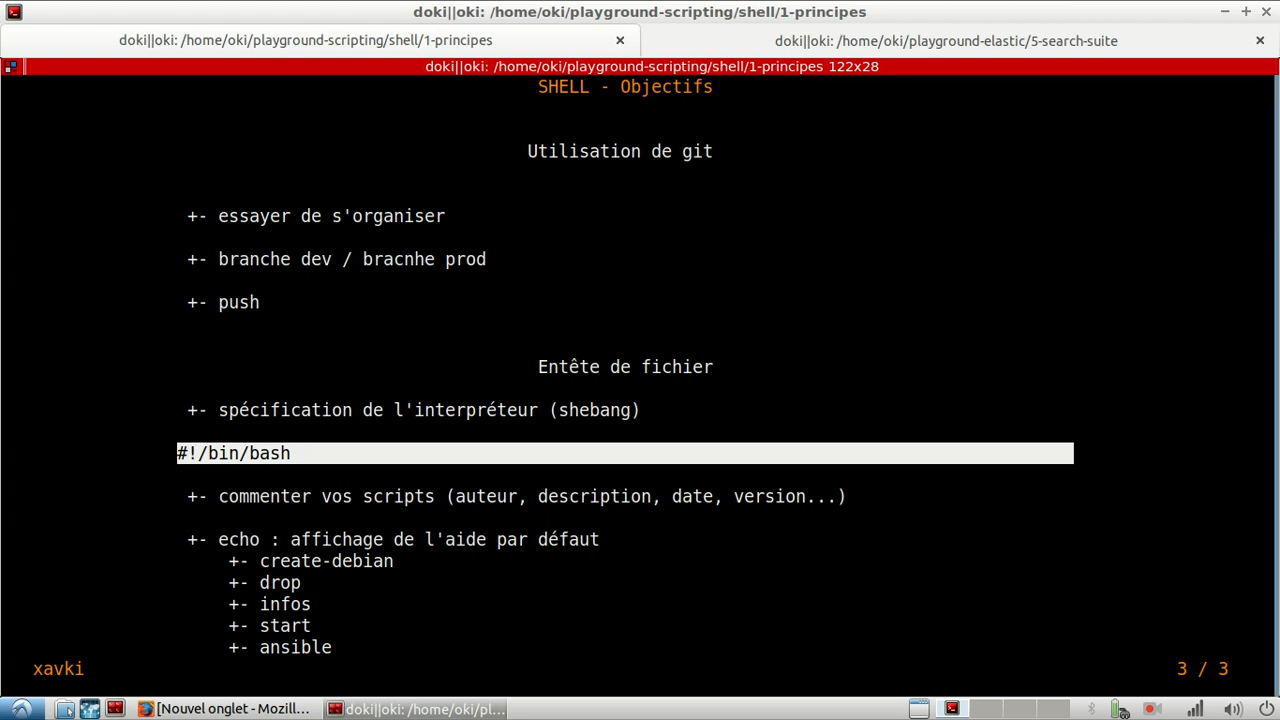 doki||oki: /home/oki/playground-scripting/shell/1-principes
doki||oki: /home/oki/playground-scripting/shell/1-principes
doki||oki: /home/oki/playground-elastic/5-search-suite
doki||oki: /home/oki/playground-scripting/shell/1-principes 122x28
SHELL - Objectifs
Utilisation de git
+- essayer de s'organiser
+- branche dev / bracnhe prod
+- push
Entête de fichier
+- spécification de l'interpréteur (shebang)
#!/bin/bash
+- commenter vos scripts (auteur, description, date, version...)
+- echo : affichage de l'aide par défaut
+- create-debian
+- drop
+- infos
+- start
+- ansible
xavki
3 / 3
[Nouvel onglet - Mozill...
doki||oki: /home/oki/pl...